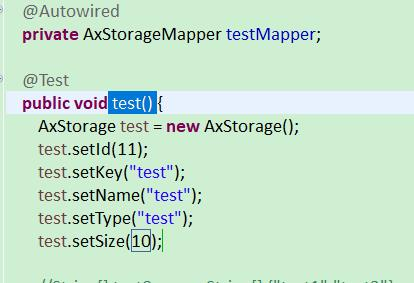 @Autowired
private AxStorageMapper testMapper;
@Test
public void test() {
AxStorage test = new AxStorage();
test.setId(11);
test.setKey("test");
test.setName("test");
test.setType("test");
test.setSize(10);